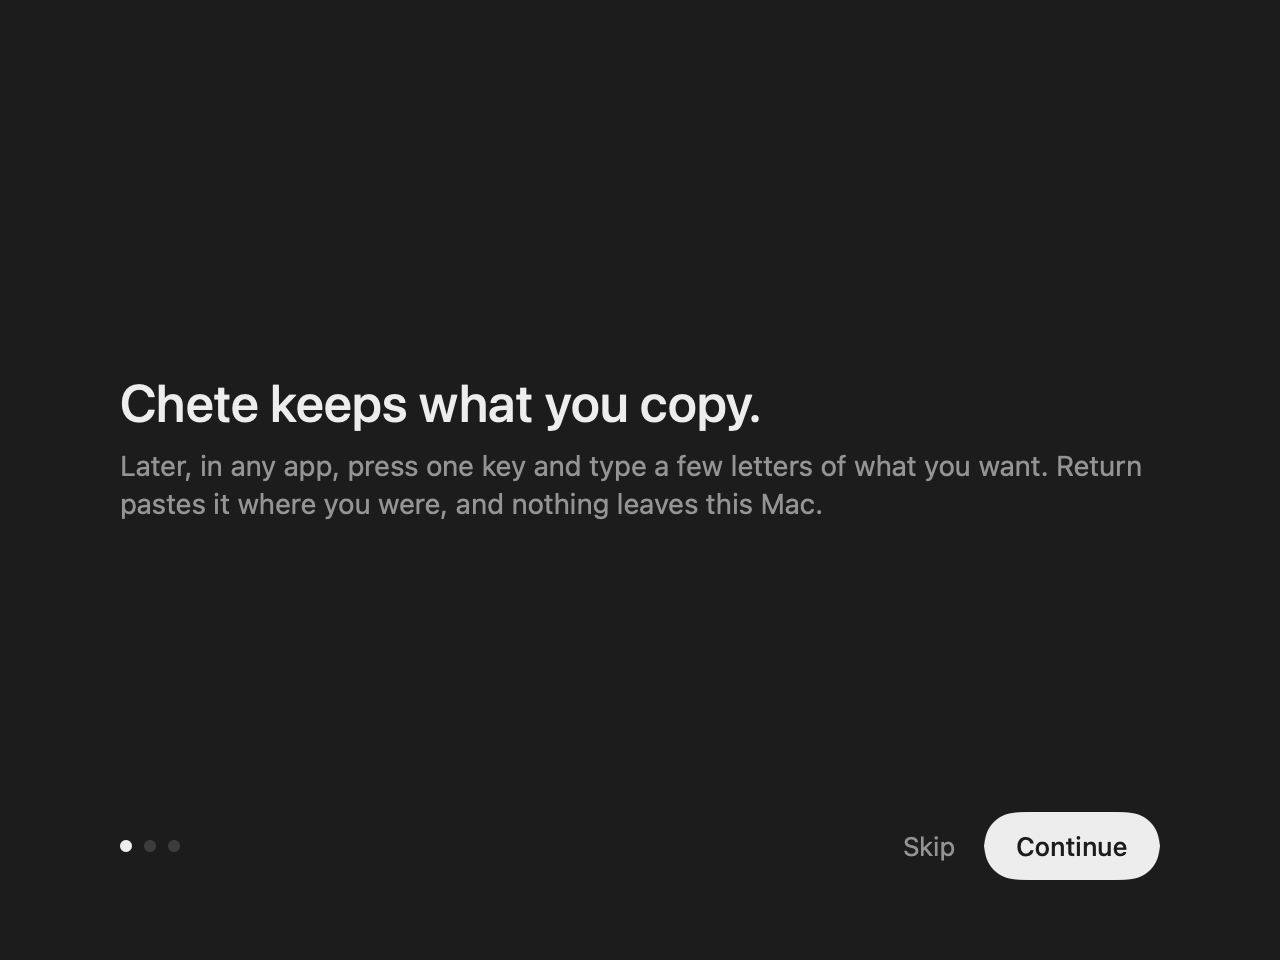 Chete keeps what you copy.
Later, in any app, press one key and type a few letters of what you want. Return
pastes it where you were, and nothing leaves this Mac.
Skip
Continue